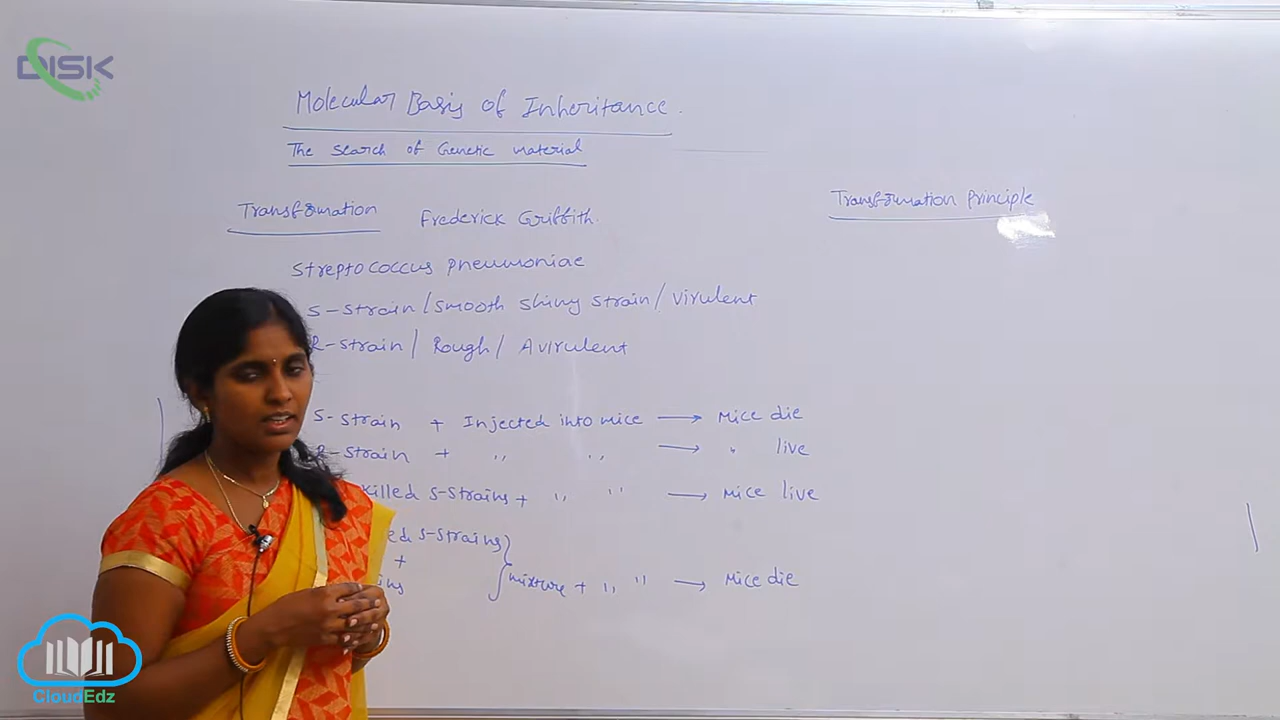 DISK
Molecular Basis of Inheritance.
The search of Genetic material
Transformation Frederick Griffith.
Transformation Principle
Streptococcus pneumoniae
S-strain/smooth shiny strain/virulent
R-strain/ Rough/ Avirulent
S-strain + Injected into mice → Mice die
R-strain + ,, ,, → " live
killed S-strains + ,, '' → Mice live
S-strains
+
mixture + ,, '' → Mice die
CloudEdz